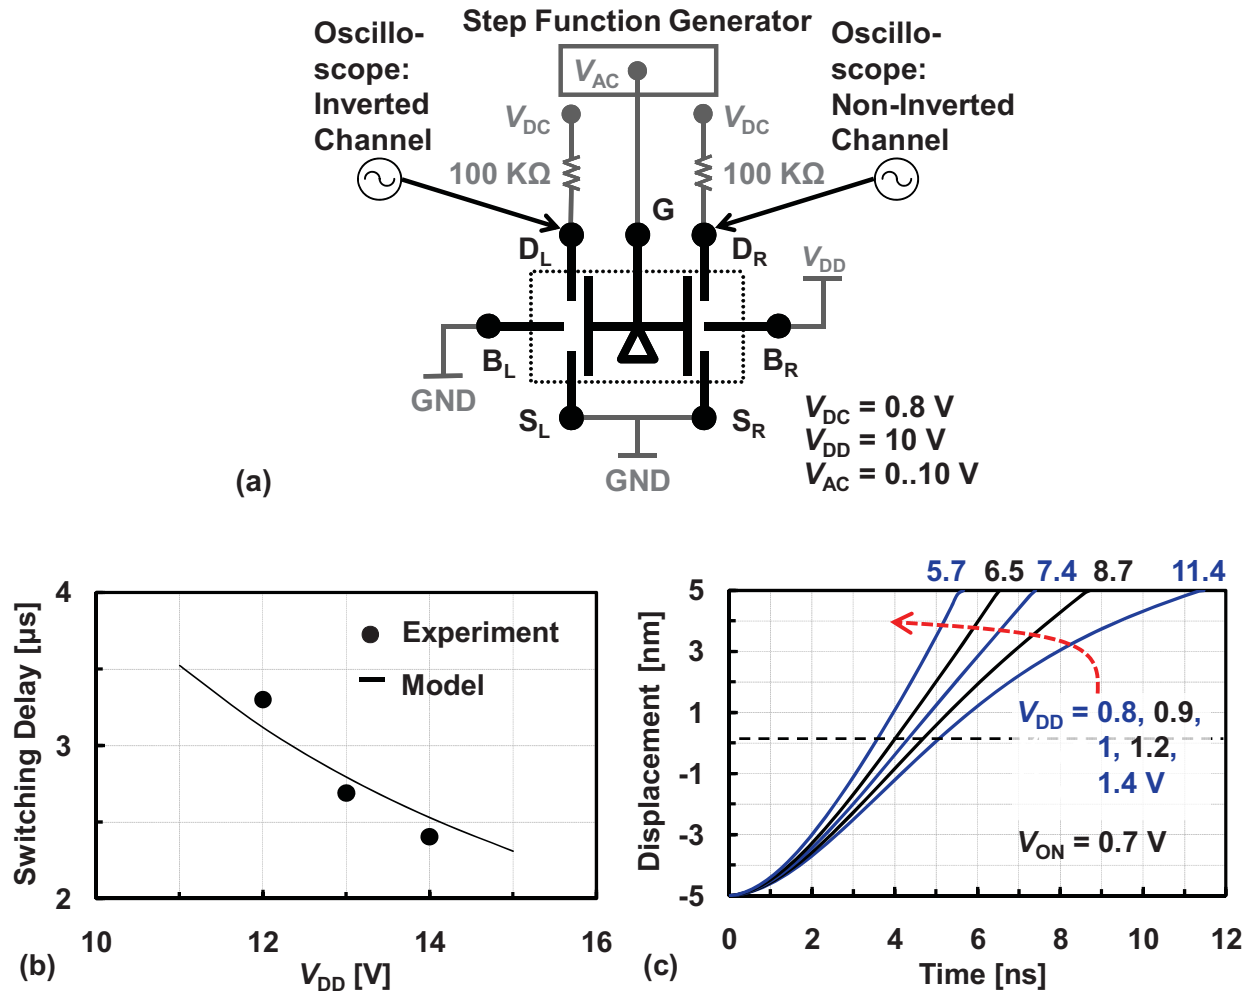 Step Function Generator
Oscillo-
scope:
Inverted
Channel
Oscillo-
scope:
Non-Inverted
Channel
VAC
VDC
VDC
100 KΩ
100 KΩ
G
DL
DR
VDD
BL
BR
GND
SL
SR
GND
VDC = 0.8 V
VDD = 10 V
VAC = 0..10 V
(a)
4
3
2
10
12
14
16
Switching Delay [µs]
VDD [V]
Experiment
Model
(b)
5.7
6.5
7.4
8.7
11.4
5
3
1
-1
-3
-5
0
2
4
6
8
10
12
Displacement [nm]
Time [ns]
VDD = 0.8, 0.9,
1, 1.2,
1.4 V
VON = 0.7 V
(c)